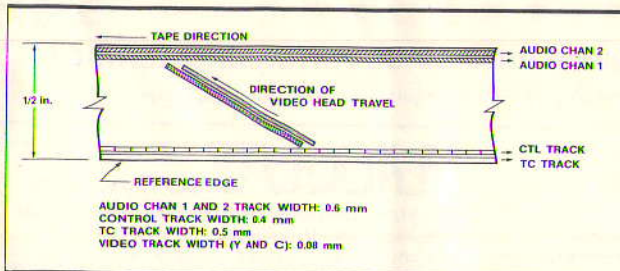 TAPE DIRECTION
AUDIO CHAN 2
AUDIO CHAN 1
DIRECTION OF
VIDEO HEAD TRAVEL
1/2 in.
CTL TRACK
TC TRACK
REFERENCE EDGE
AUDIO CHAN 1 AND 2 TRACK WIDTH: 0.6 mm
CONTROL TRACK WIDTH: 0.4 mm
TC TRACK WIDTH: 0.5 mm
VIDEO TRACK WIDTH (Y AND C): 0.08 mm